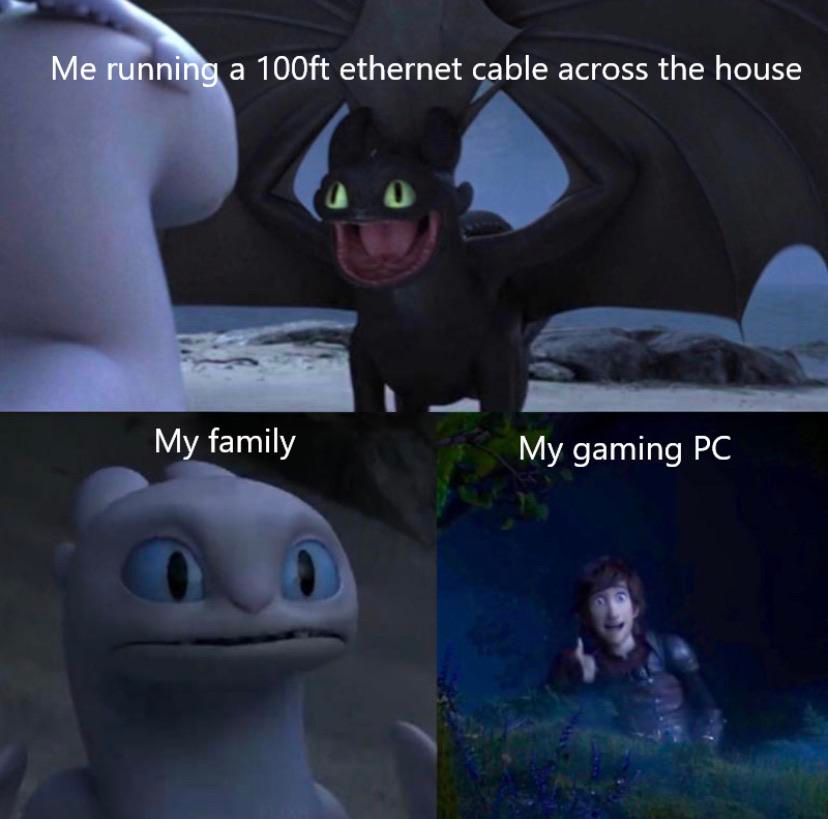 Me running a 100ft ethernet cable across the house
My family
My gaming PC